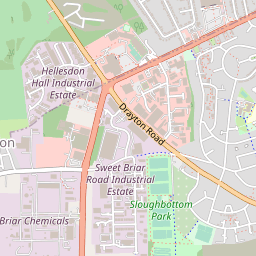 Hellesdon
Hall Industrial
Estate
Drayton Road
on
Sweet Briar
Road Industrial
Estate
Sloughbottom
Park
Briar Chemicals